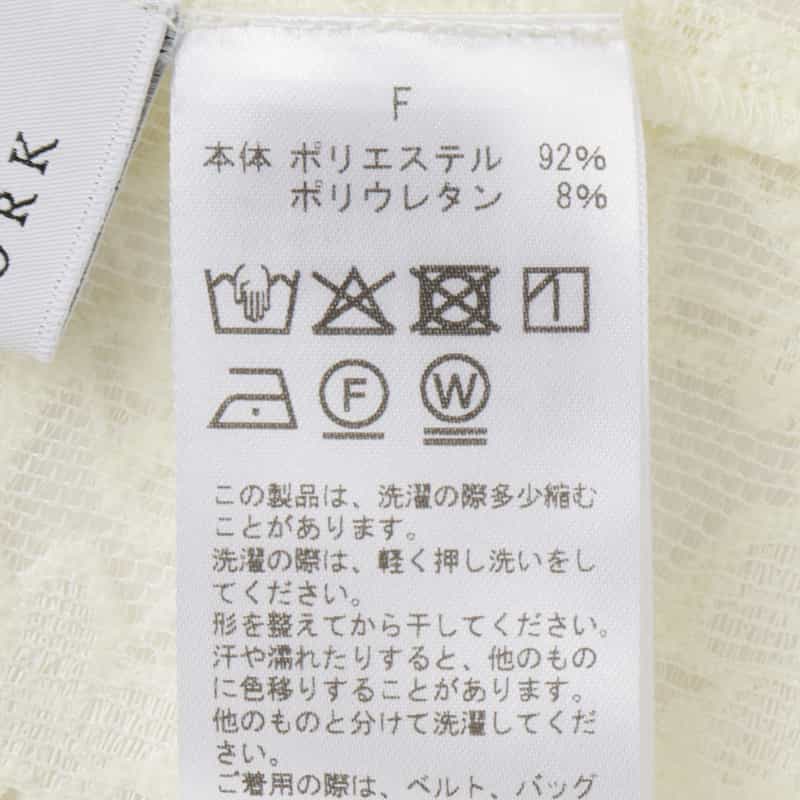 ORK
F
本体 ポリエステル 92%
ポリウレタン 8%
F
W
この製品は、洗濯の際多少縮む
ことがあります。
洗濯の際は、軽く押し洗いをし
てください。
形を整えてから干してください。
汗や濡れたりすると、他のもの
に色移りすることがあります。
他のものと分けて洗濯してくだ
さい。
ご着用の際は、ベルト、バッグ